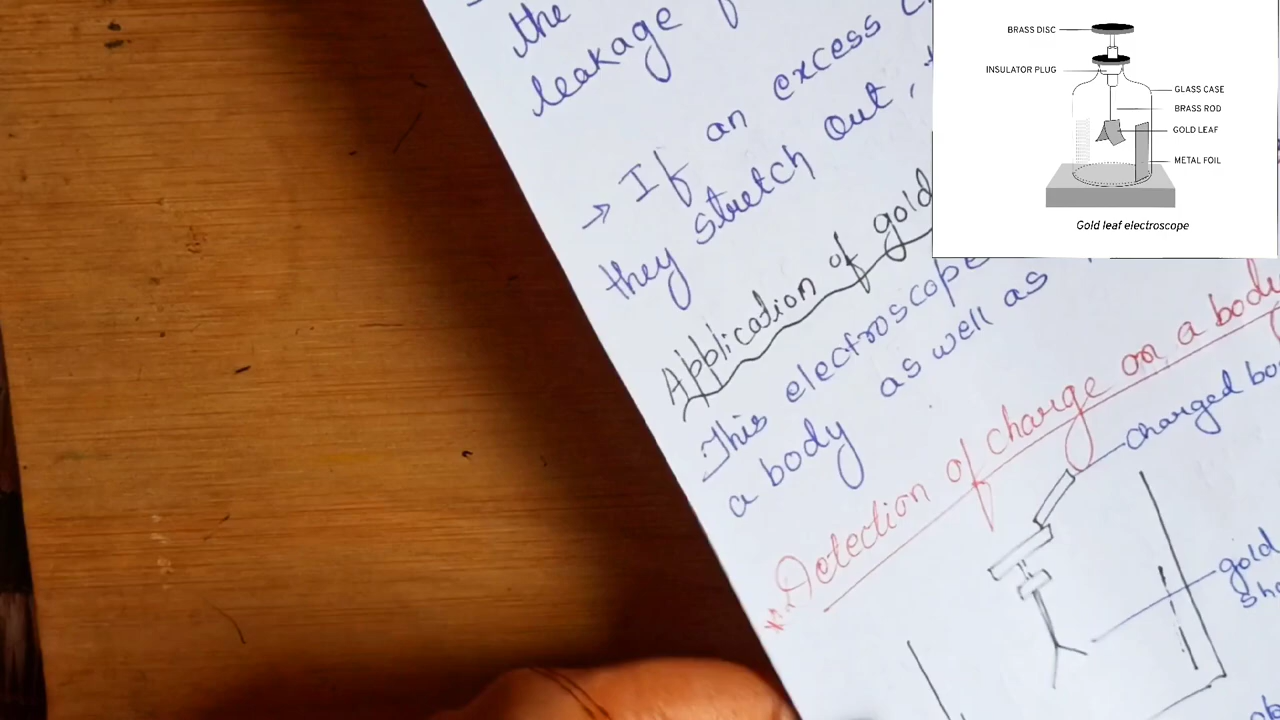 the
leakage
→ If an excess
they stretch out,
Application of gold
This electroscope
a body as well as
*. Detection of charge on a body
charged
gold
BRASS DISC
INSULATOR PLUG
GLASS CASE
BRASS ROD
GOLD LEAF
METAL FOIL
Gold leaf electroscope